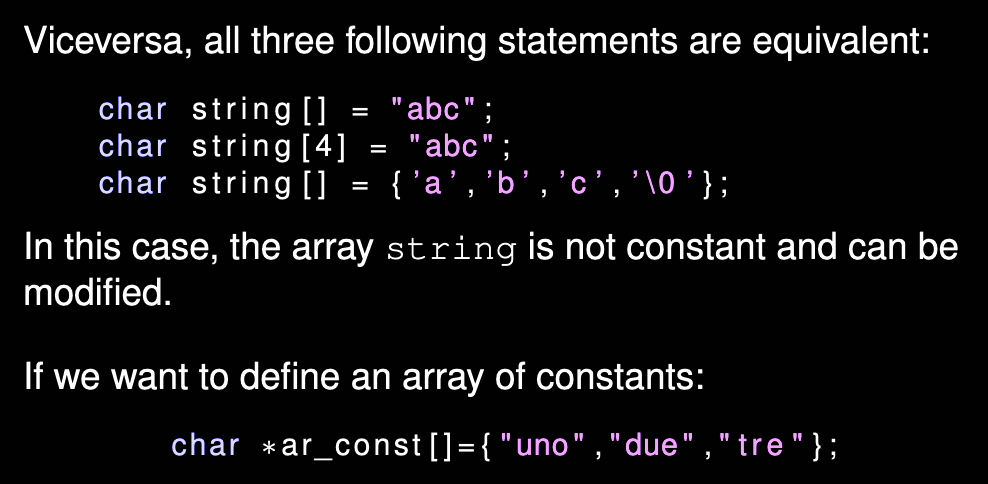 Viceversa, all three following statements are equivalent:
char string[] = "abc";
char string[4] = "abc";
char string[] = {'a','b','c','\0'};
In this case, the array string is not constant and can be
modified.
If we want to define an array of constants:
char *ar_const[]={"uno","due","tre"};